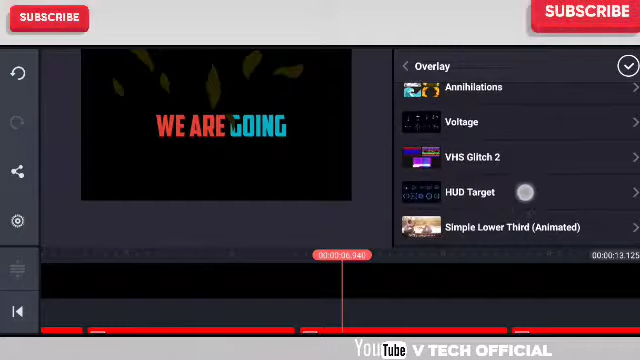 SUBSCRIBE
SUBSCRIBE
Overlay
Annihilations
Voltage
VHS Glitch 2
HUD Target
Simple Lower Third (Animated)
WE ARE GOING
00:00:06.940
00:00:13.125
YouTube V TECH OFFICIAL